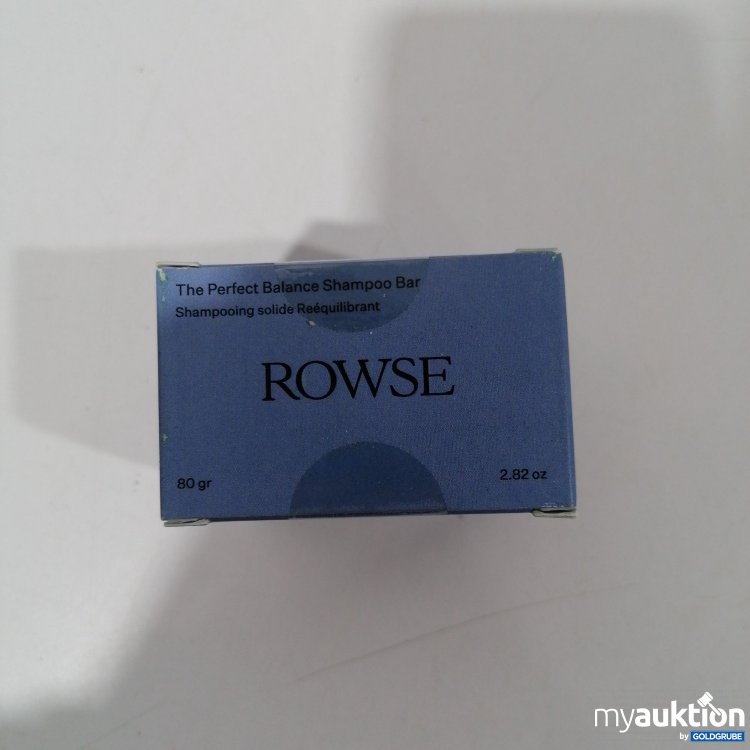 The Perfect Balance Shampoo Bar
Shampooing solide Reéquilibrant
ROWSE
80 gr
2.82 oz
myauktion
by GOLDGRUBE